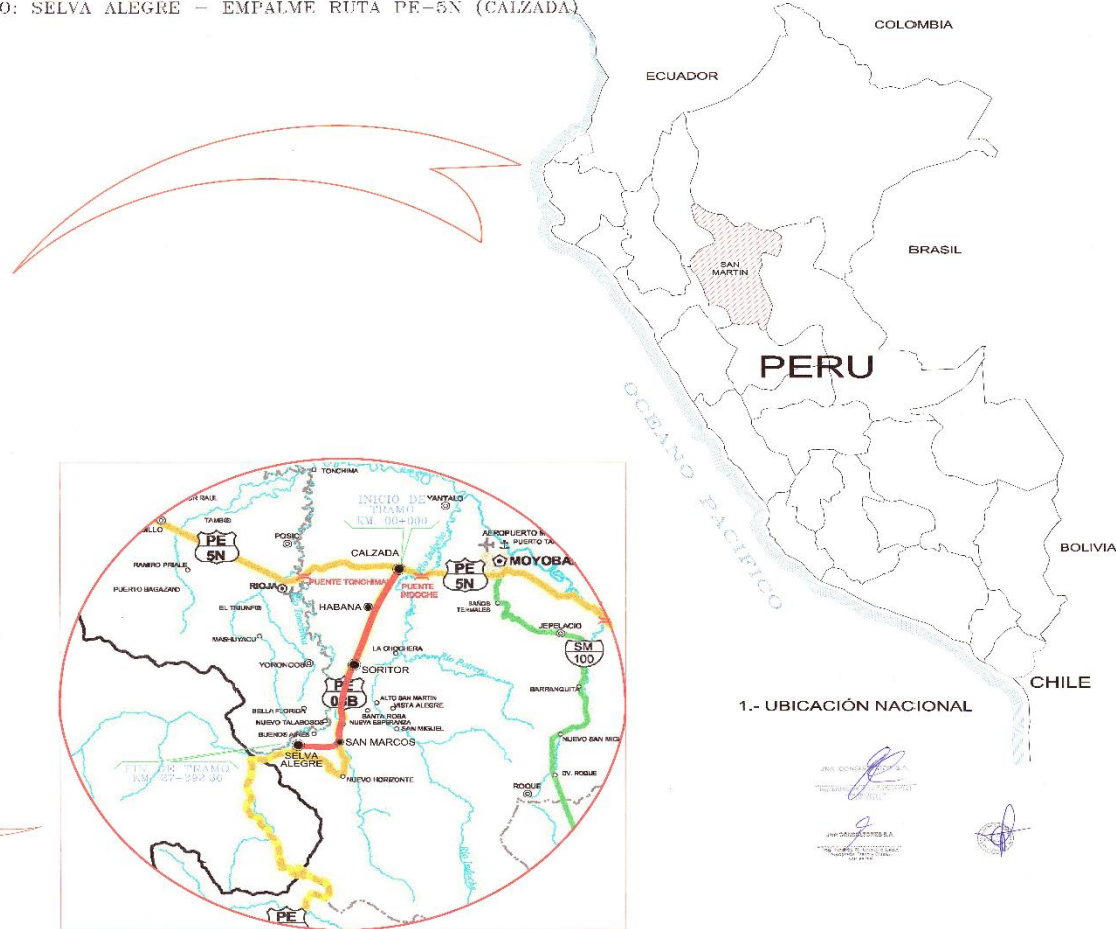 O: SELVA ALEGRE – EMPALME RUTA PE–5N (CALZADA)
COLOMBIA
ECUADOR
BRASIL
SAN
MARTIN
PERU
OCEANO PACIFICO
BOLIVIA
CHILE
1.- UBICACIÓN NACIONAL
TONCHIMA
INICIO DE
TRAMO
KM. 00+000
YANTALO
TAMBO
PE
5N
POSIC
CALZADA
AEROPUERTO
PUERTO TA
MOYOBA
PE
5N
RAMIRO PRIALE
PUERTO BAGAZAN
RIOJA
PUENTE TONCHIMA
PUENTE
INDOCHE
HABANA
BAÑOS
TERMALES
EL TRIUNFO
MASHUYACU
JEPELACIO
SM
100
LA CHOCHERA
YORONGOS
SORITOR
PE
BARRANQUITA
ALTO SAN MARTIN
VISTA ALEGRE
BELLA FLORIDA
SANTA ROSA
NUEVO TALABOSO
NUEVA ESPERANZA
SAN MIGUEL
BUENOS AIRES
SAN MARCOS
NUEVO SAN MIG
SELVA
ALEGRE
FIN DE TRAMO
NUEVO HORIZONTE
DV. ROQUE
ROQUE
PE